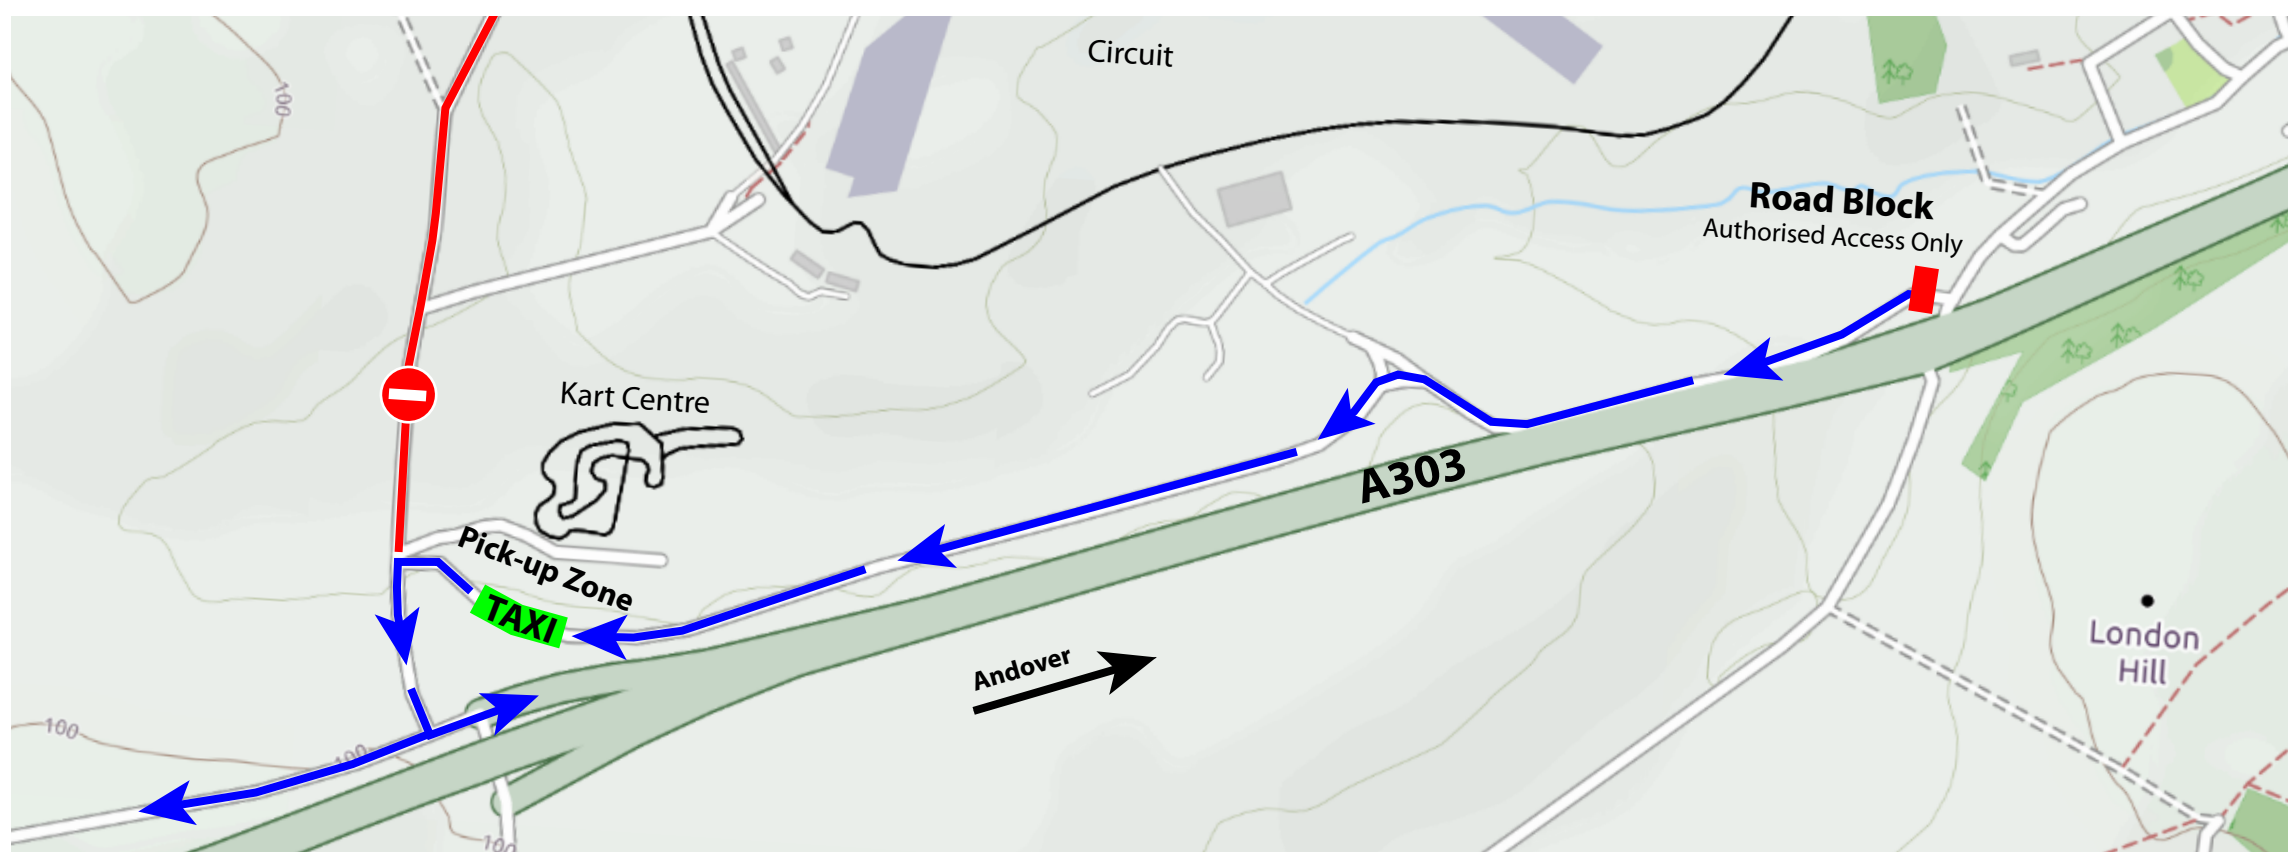 Circuit
100
Road Block
Authorised Access Only
Kart Centre
A303
Pick-up Zone
TAXI
London
Hill
Andover
100
100
100